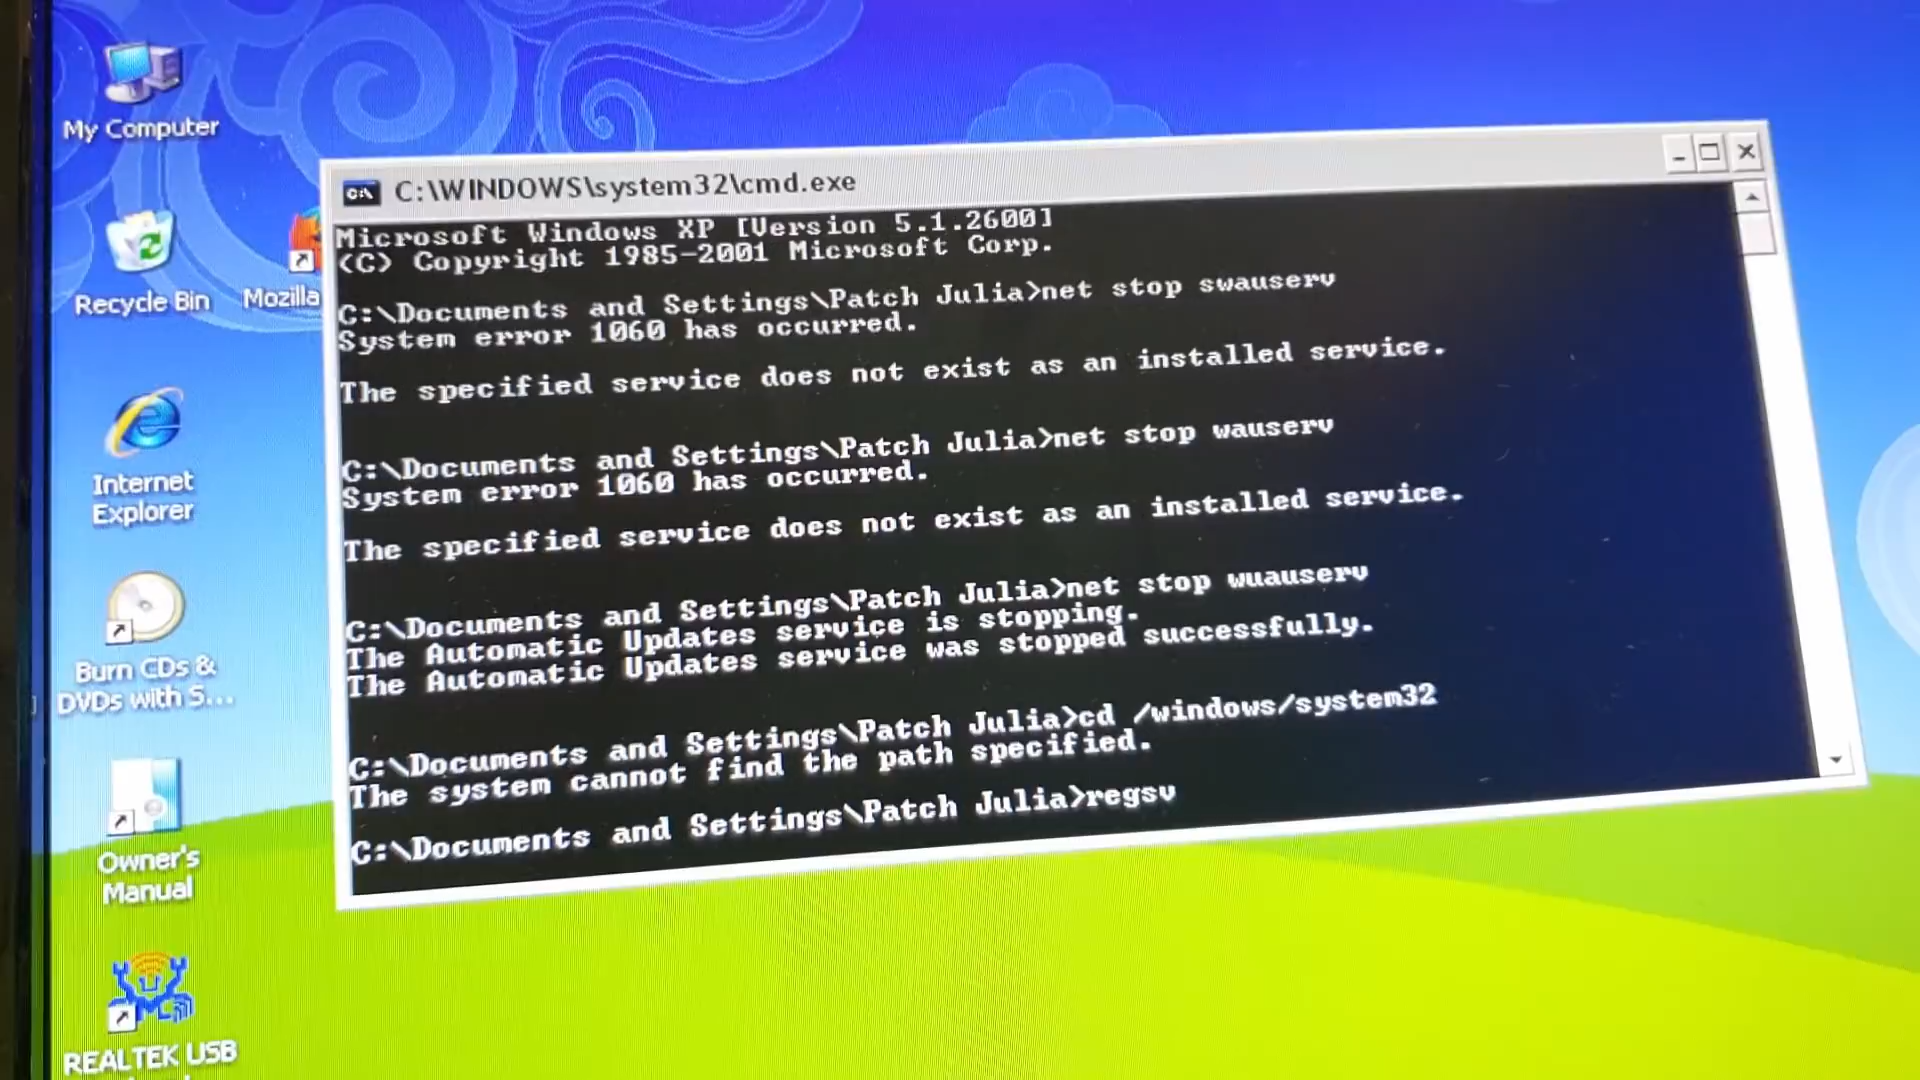 My Computer
Recycle Bin
Mozilla
Internet
Explorer
Burn CDs &
DVDs with S...
Owner's
Manual
REALTEK USB
C:\WINDOWS\system32\cmd.exe
Microsoft Windows XP [Version 5.1.2600]
(C) Copyright 1985-2001 Microsoft Corp.
C:\Documents and Settings\Patch Julia>net stop swauserv
System error 1060 has occurred.
The specified service does not exist as an installed service.
C:\Documents and Settings\Patch Julia>net stop wauserv
System error 1060 has occurred.
The specified service does not exist as an installed service.
C:\Documents and Settings\Patch Julia>net stop wuauserv
The Automatic Updates service is stopping.
The Automatic Updates service was stopped successfully.
C:\Documents and Settings\Patch Julia>cd /windows/system32
The system cannot find the path specified.
C:\Documents and Settings\Patch Julia>regsv